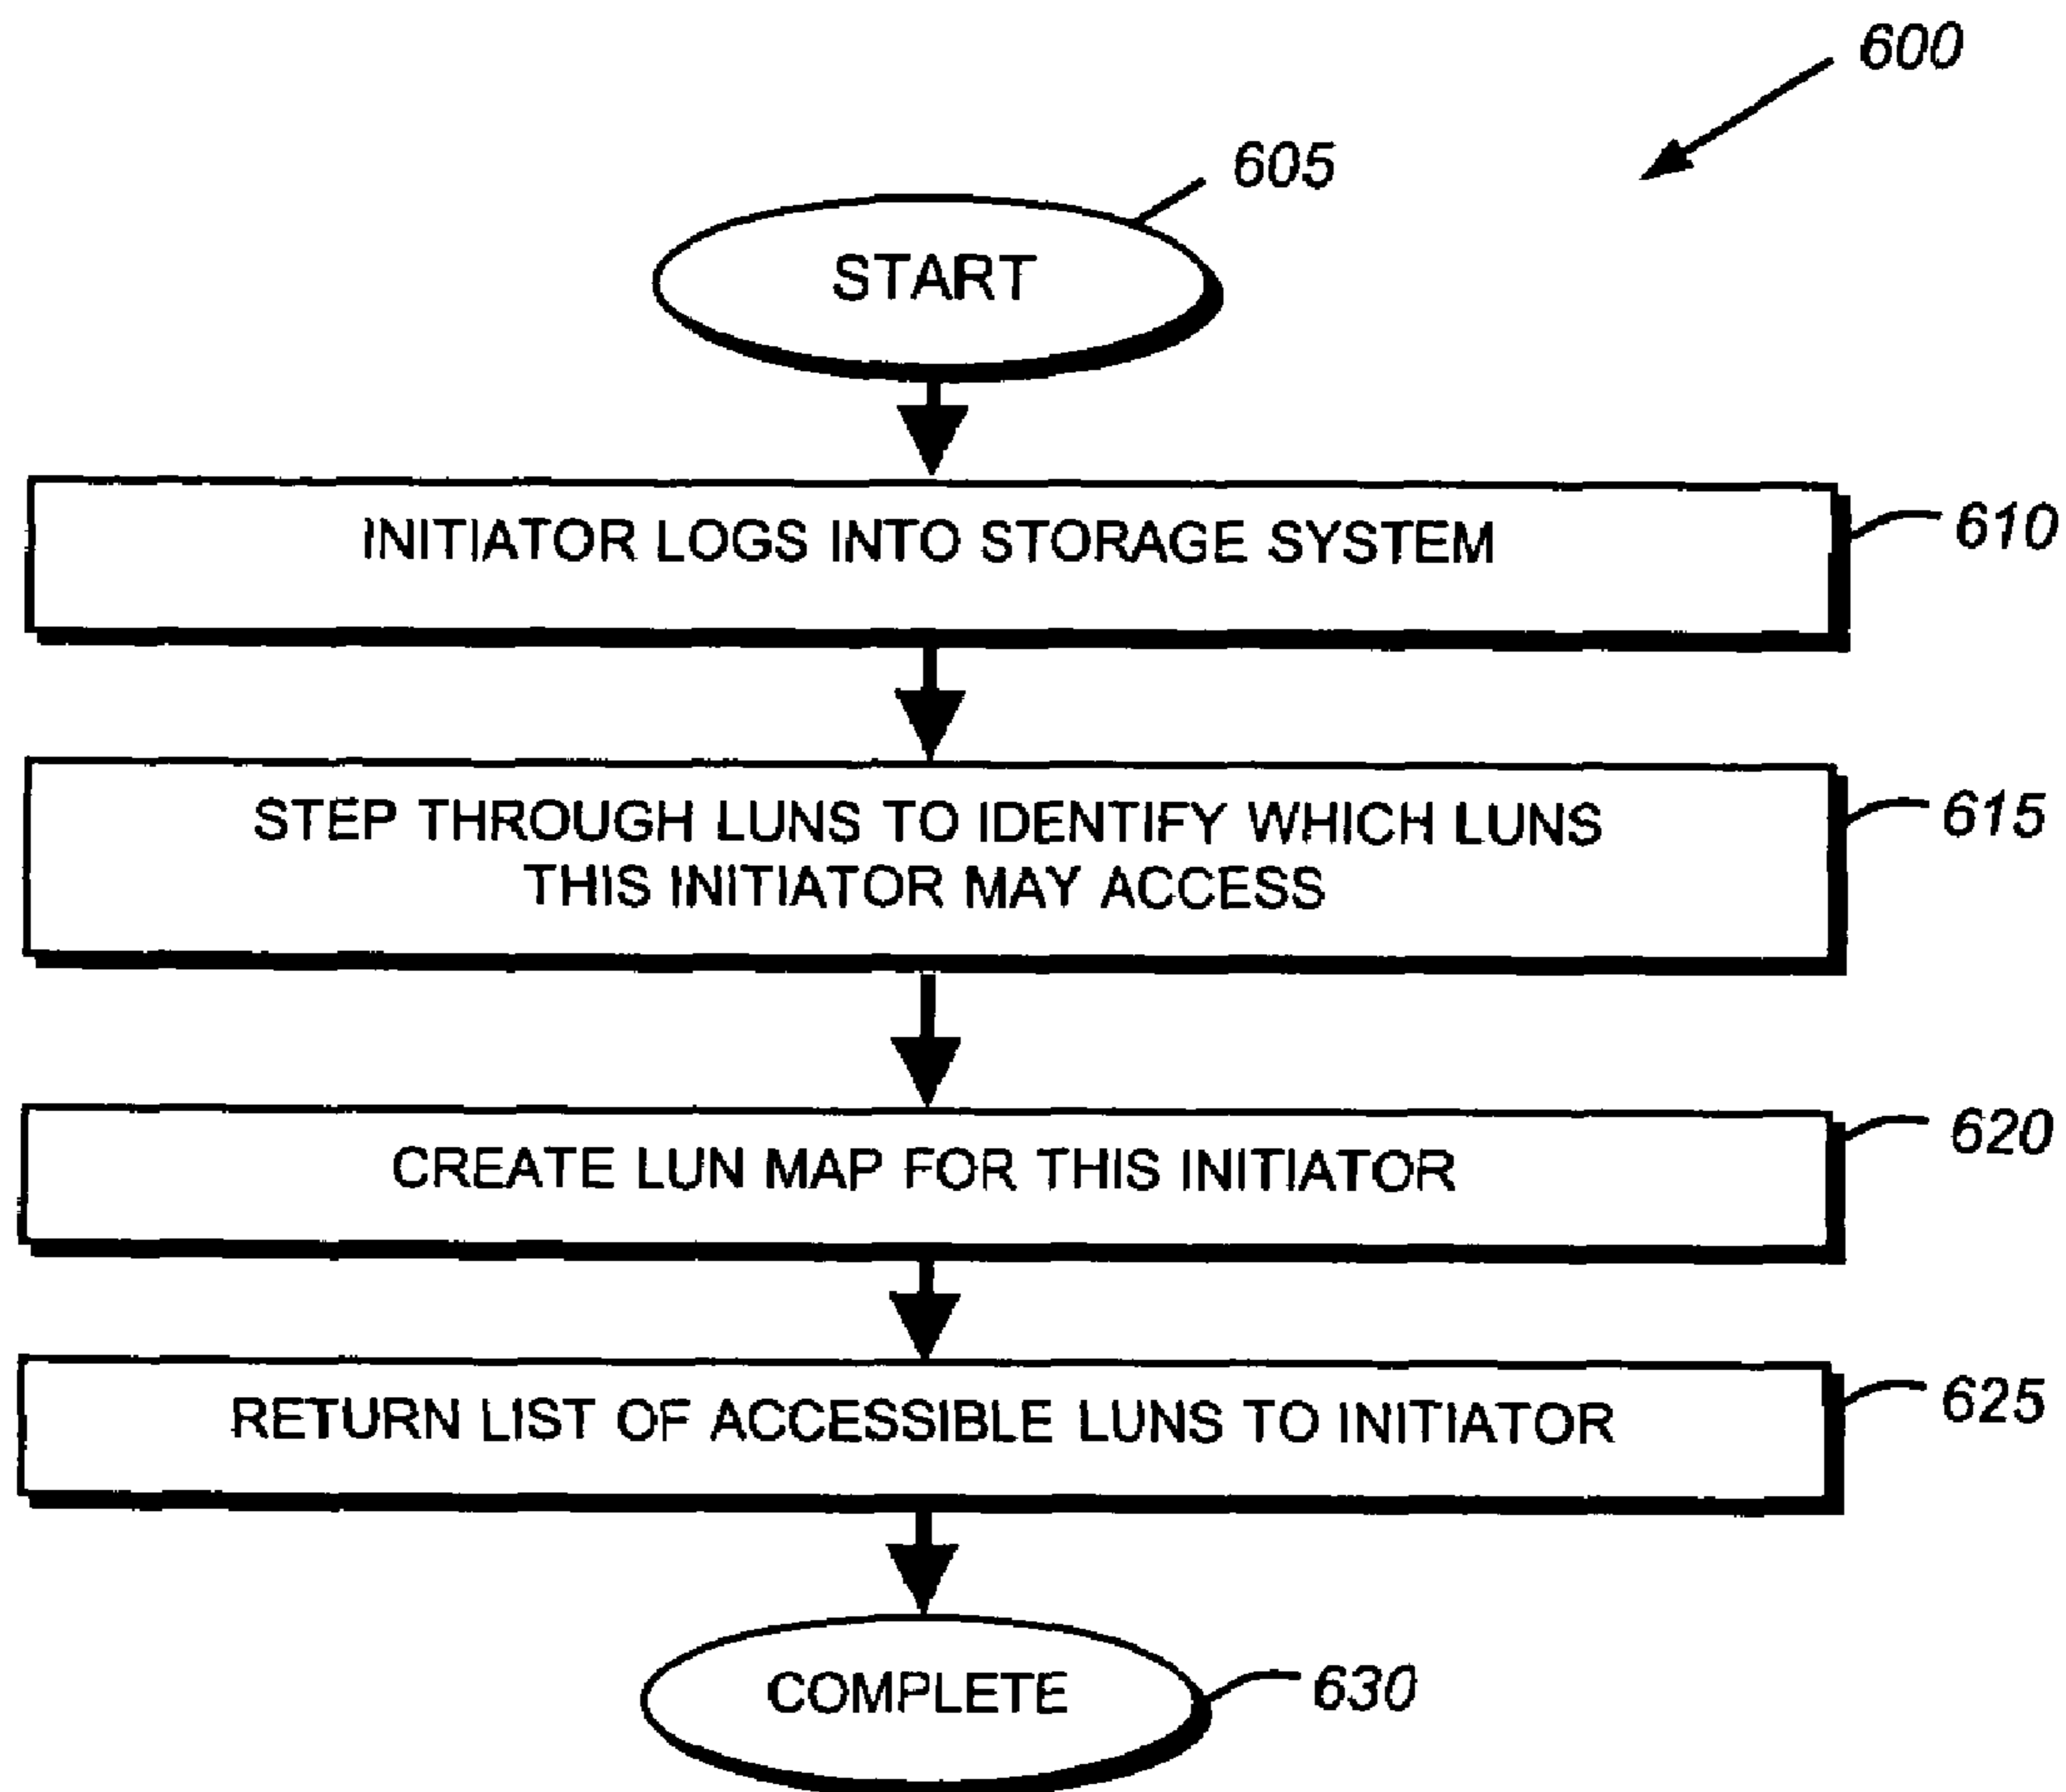 600
605
START
INITIATOR LOGS INTO STORAGE SYSTEM
610
STEP THROUGH LUNS TO IDENTIFY WHICH LUNS
THIS INITIATOR MAY ACCESS
615
CREATE LUN MAP FOR THIS INITIATOR
620
RETURN LIST OF ACCESSIBLE LUNS TO INITIATOR
625
COMPLETE
630